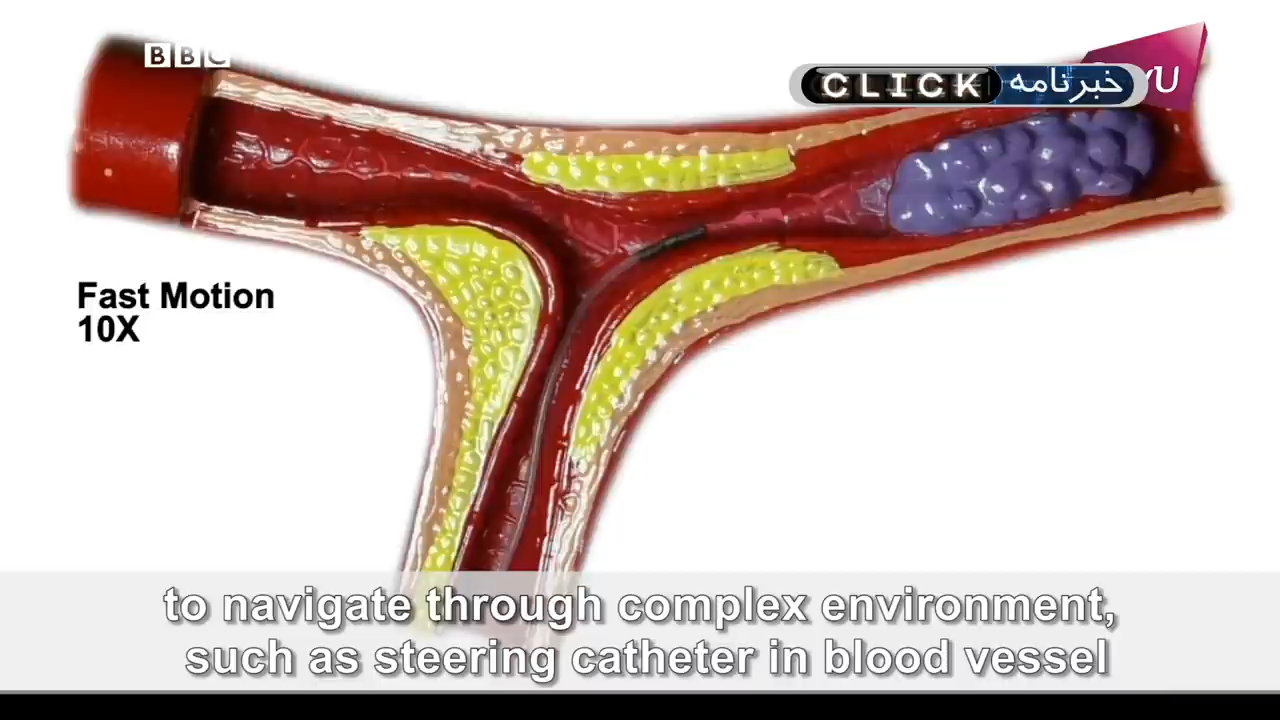 BBC
CLICK خبرنامه
Fast Motion
10X
to navigate through complex environment,
such as steering catheter in blood vessel